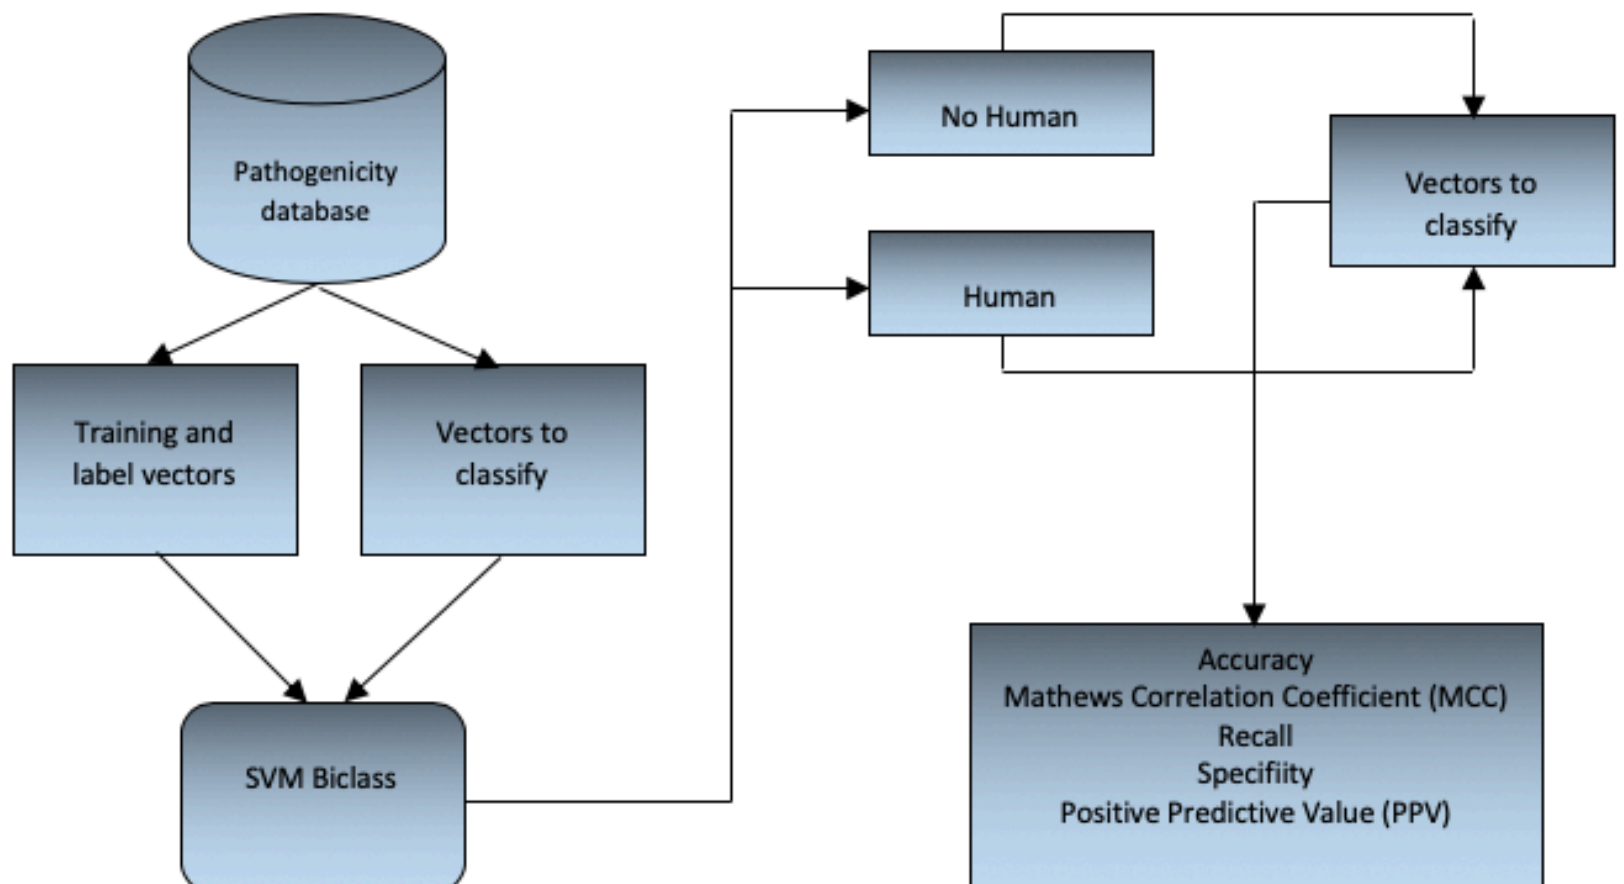 Pathogenicity
database
Training and
label vectors
Vectors to
classify
SVM Biclass
No Human
Human
Vectors to
classify
Accuracy
Mathews Correlation Coefficient (MCC)
Recall
Specifiity
Positive Predictive Value (PPV)